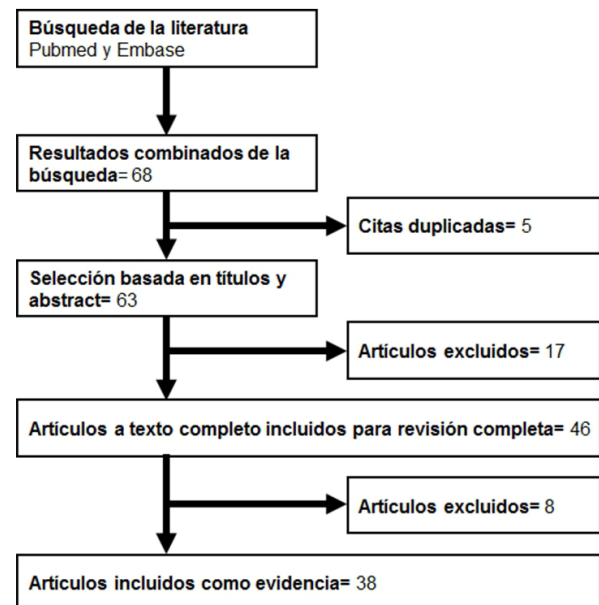 Búsqueda de la literatura
Pubmed y Embase
Resultados combinados de la
búsqueda= 68
Citas duplicadas= 5
Selección basada en títulos y
abstract= 63
Artículos excluidos= 17
Artículos a texto completo incluidos para revisión completa= 46
Artículos excluidos= 8
Artículos incluidos como evidencia= 38